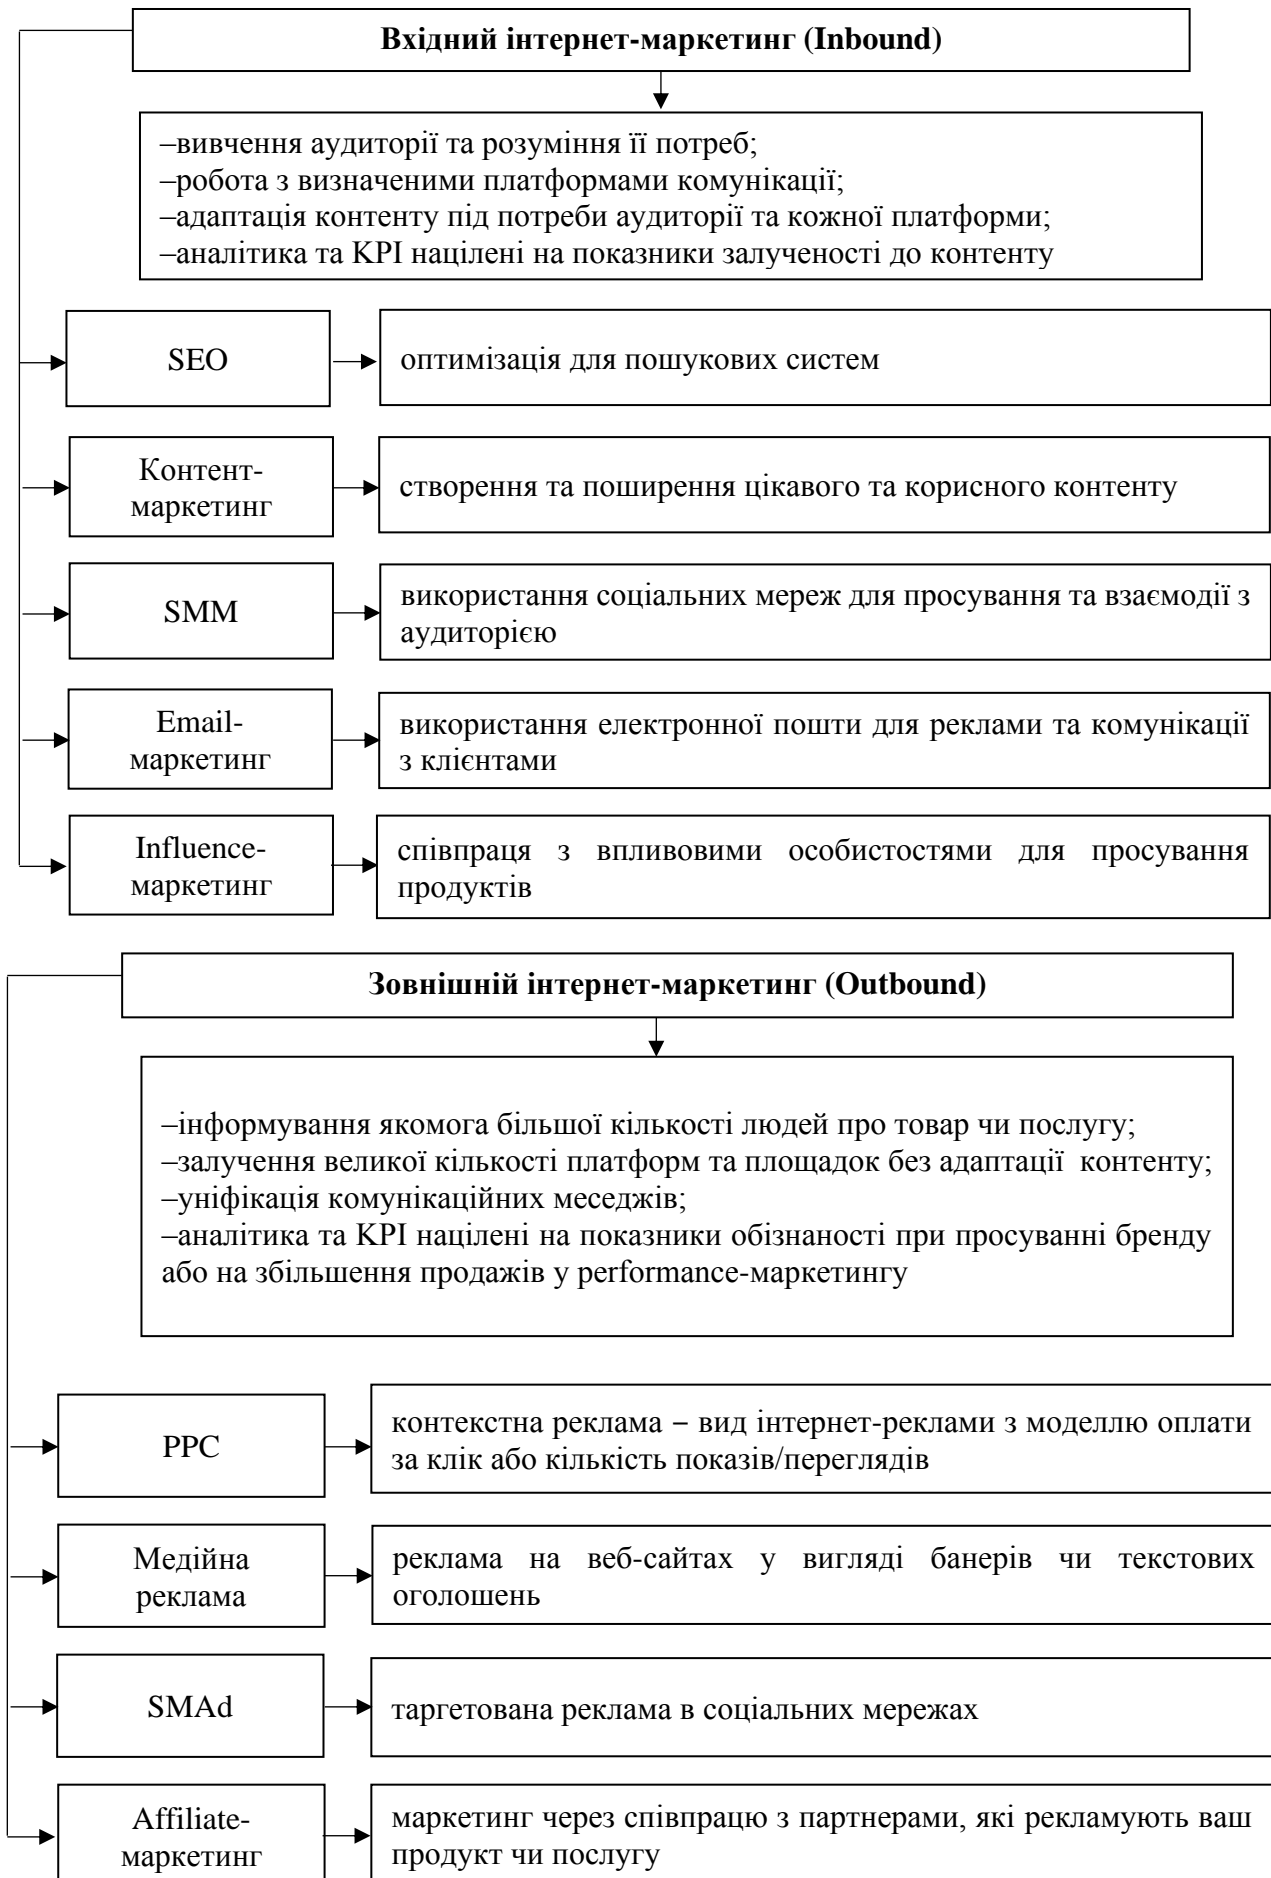 Вхідний інтернет-маркетинг (Inbound)
–вивчення аудиторії та розуміння її потреб;
–робота з визначеними платформами комунікації;
–адаптація контенту під потреби аудиторії та кожної платформи;
–аналітика та KPI націлені на показники залученості до контенту
SEO
оптимізація для пошукових систем
Контент-
маркетинг
створення та поширення цікавого та корисного контенту
SMM
використання соціальних мереж для просування та взаємодії з
аудиторією
Email-
маркетинг
використання електронної пошти для реклами та комунікації
з клієнтами
Influence-
маркетинг
співпраця з впливовими особистостями для просування
продуктів
Зовнішній інтернет-маркетинг (Outbound)
–інформування якомога більшої кількості людей про товар чи послугу;
–залучення великої кількості платформ та площадок без адаптації контенту;
–уніфікація комунікаційних меседжів;
–аналітика та KPI націлені на показники обізнаності при просуванні бренду
або на збільшення продажів у performance-маркетингу
PPC
контекстна реклама – вид інтернет-реклами з моделлю оплати
за клік або кількість показів/переглядів
Медійна
реклама
реклама на веб-сайтах у вигляді банерів чи текстових
оголошень
SMAd
таргетована реклама в соціальних мережах
Affiliate-
маркетинг
маркетинг через співпрацю з партнерами, які рекламують ваш
продукт чи послугу